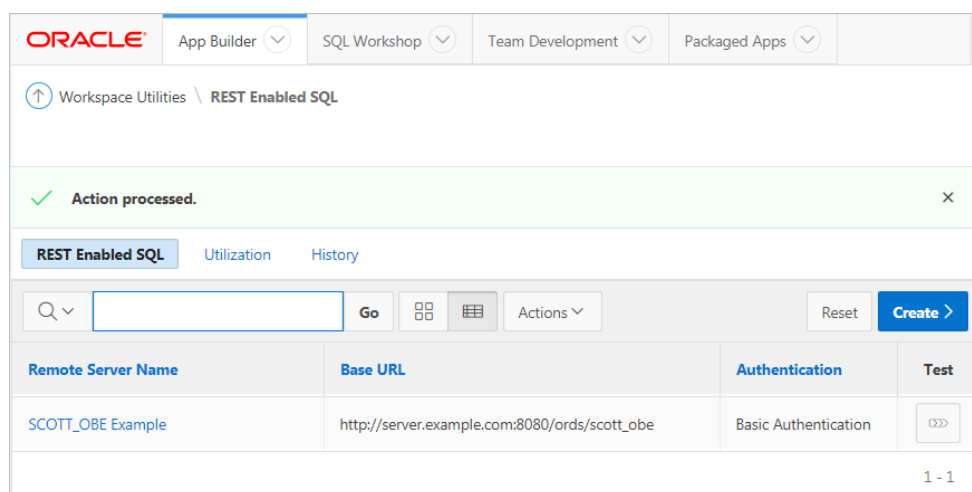 ORACLE App Builder SQL Workshop Team Development Packaged Apps
Workspace Utilities \ REST Enabled SQL
Action processed.
REST Enabled SQL Utilization History
Go Actions Reset Create >
Remote Server Name Base URL Authentication Test
SCOTT_OBE Example http://server.example.com:8080/ords/scott_obe Basic Authentication
1 - 1